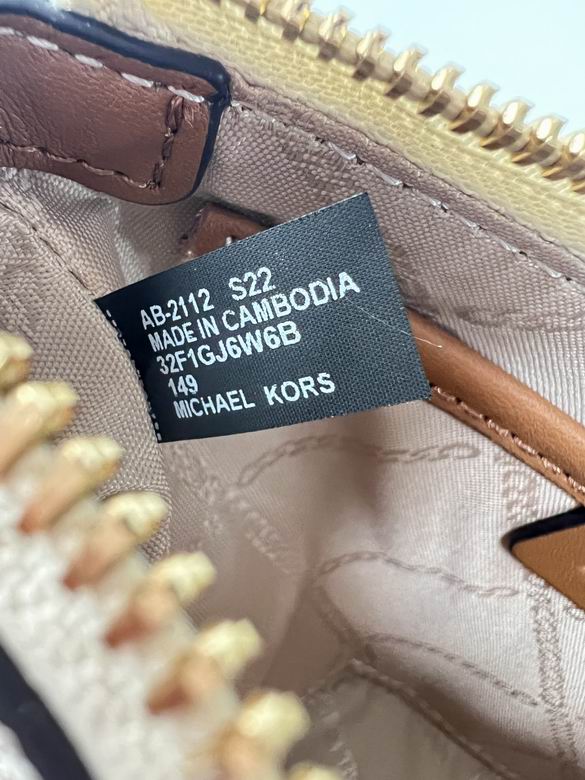 AB-2112 S22
MADE IN CAMBODIA
32F1GJ6W6B
149
MICHAEL KORS